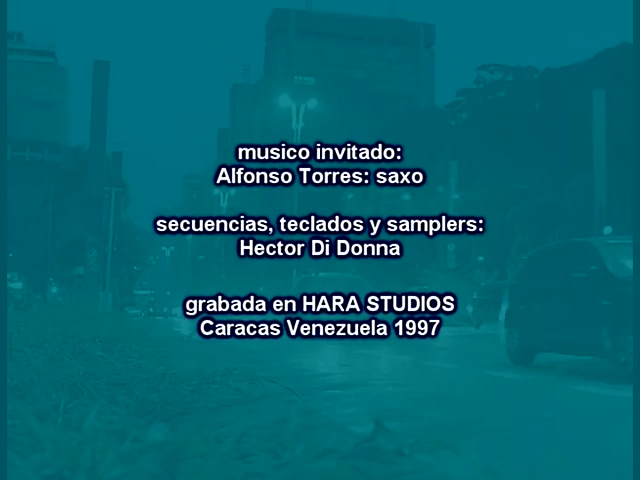 musico invitado:
Alfonso Torres: saxo
secuencias, teclados y samplers:
Hector Di Donna
grabada en HARA STUDIOS
Caracas Venezuela 1997